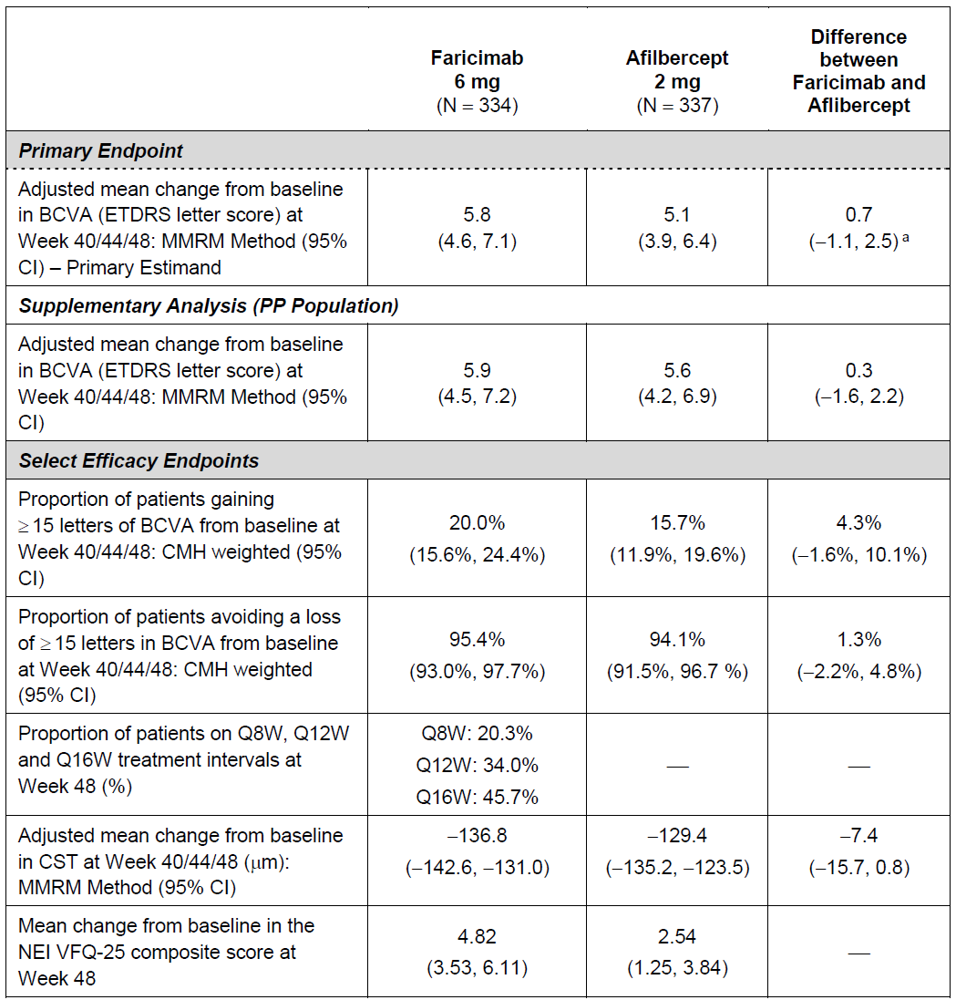 Faricimab
6 mg
(N = 334)
Afilbercept
2 mg
(N = 337)
Difference
between
Faricimab and
Aflibercept
Primary Endpoint
Adjusted mean change from baseline
in BCVA (ETDRS letter score) at
Week 40/44/48: MMRM Method (95%
CI) – Primary Estimand
5.8
(4.6, 7.1)
5.1
(3.9, 6.4)
0.7
(−1.1, 2.5) a
Supplementary Analysis (PP Population)
Adjusted mean change from baseline
in BCVA (ETDRS letter score) at
Week 40/44/48: MMRM Method (95%
CI)
5.9
(4.5, 7.2)
5.6
(4.2, 6.9)
0.3
(−1.6, 2.2)
Select Efficacy Endpoints
Proportion of patients gaining
≥ 15 letters of BCVA from baseline at
Week 40/44/48: CMH weighted (95%
CI)
20.0%
(15.6%, 24.4%)
15.7%
(11.9%, 19.6%)
4.3%
(−1.6%, 10.1%)
Proportion of patients avoiding a loss
of ≥ 15 letters in BCVA from baseline
at Week 40/44/48: CMH weighted
(95% CI)
95.4%
(93.0%, 97.7%)
94.1%
(91.5%, 96.7 %)
1.3%
(−2.2%, 4.8%)
Proportion of patients on Q8W, Q12W
and Q16W treatment intervals at
Week 48 (%)
Q8W: 20.3%
Q12W: 34.0%
Q16W: 45.7%
—
—
Adjusted mean change from baseline
in CST at Week 40/44/48 (μm):
MMRM Method (95% CI)
−136.8
(−142.6, −131.0)
−129.4
(−135.2, −123.5)
−7.4
(−15.7, 0.8)
Mean change from baseline in the
NEI VFQ-25 composite score at
Week 48
4.82
(3.53, 6.11)
2.54
(1.25, 3.84)
—